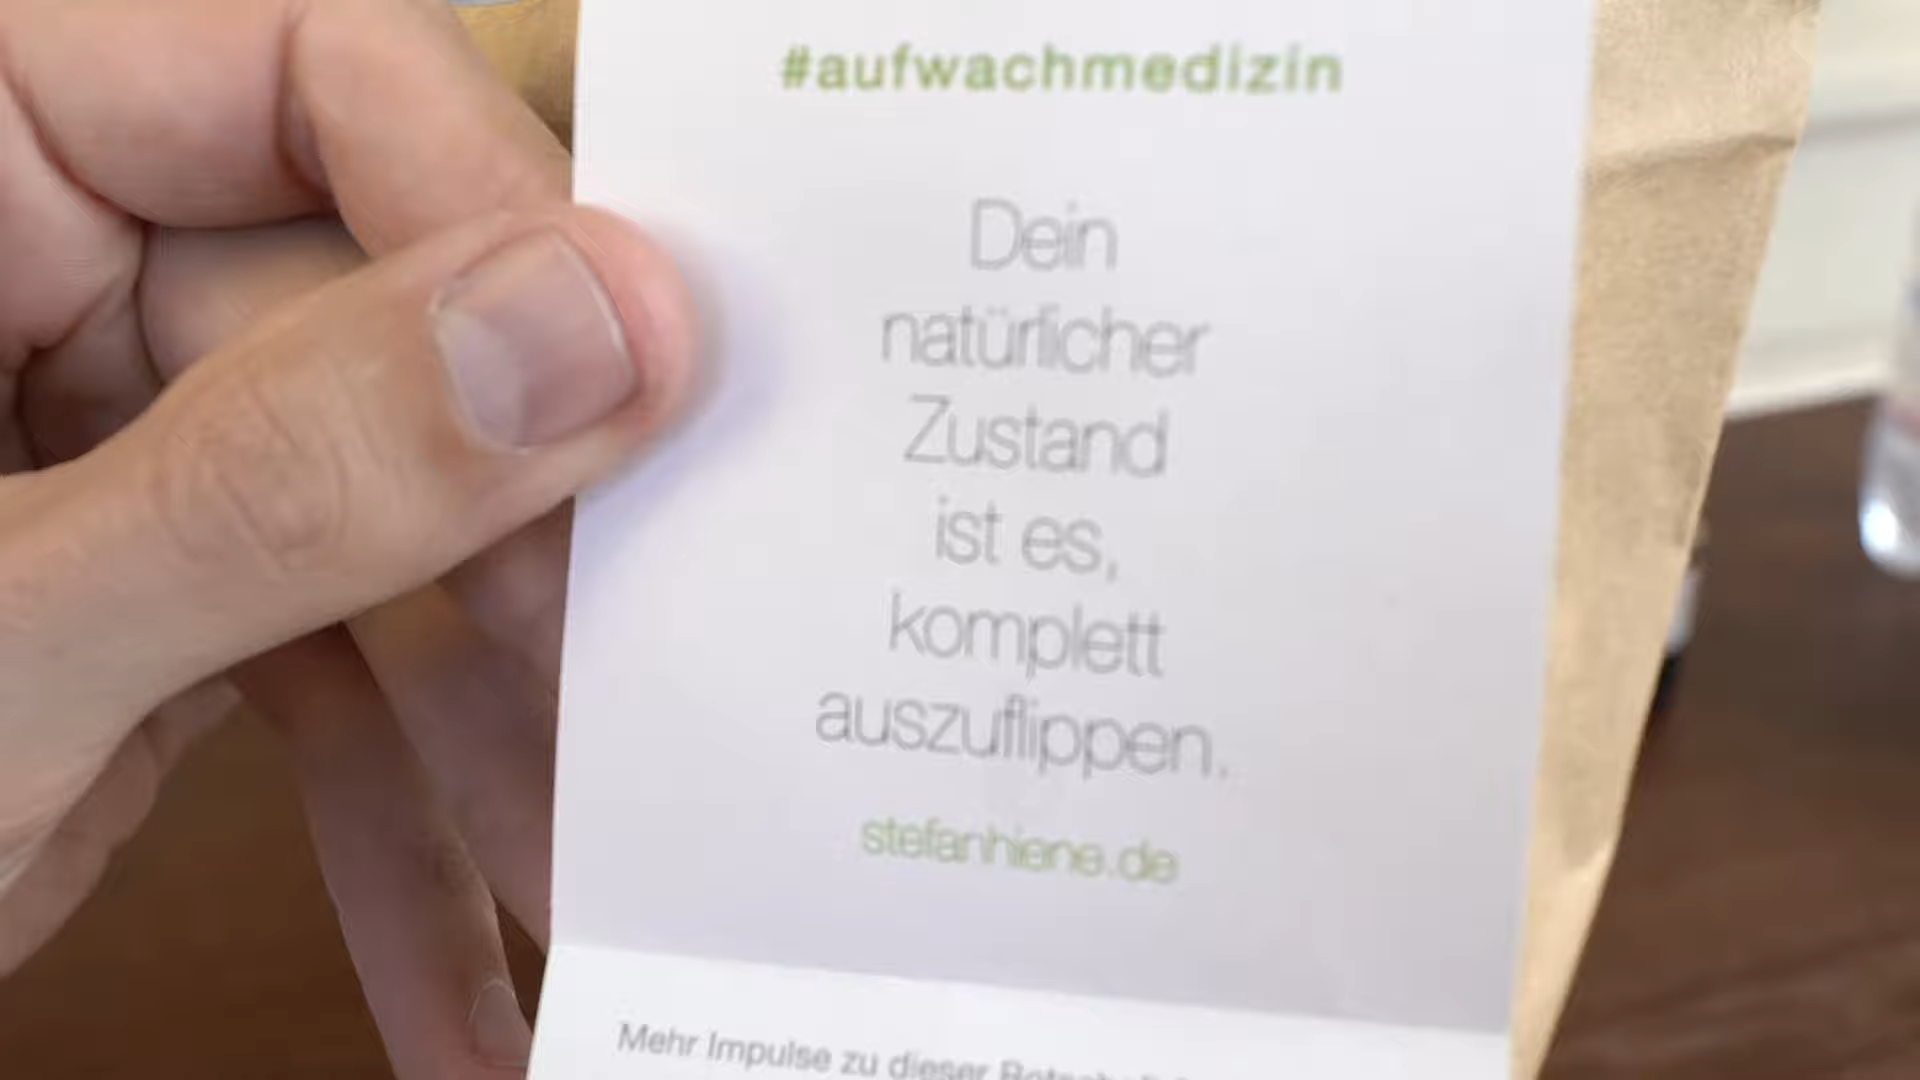 #aufwachmedizin
Dein
natürlicher
Zustand
ist es,
komplett
auszuflippen.
stefanhiene.de
Mehr Impulse zu dieser